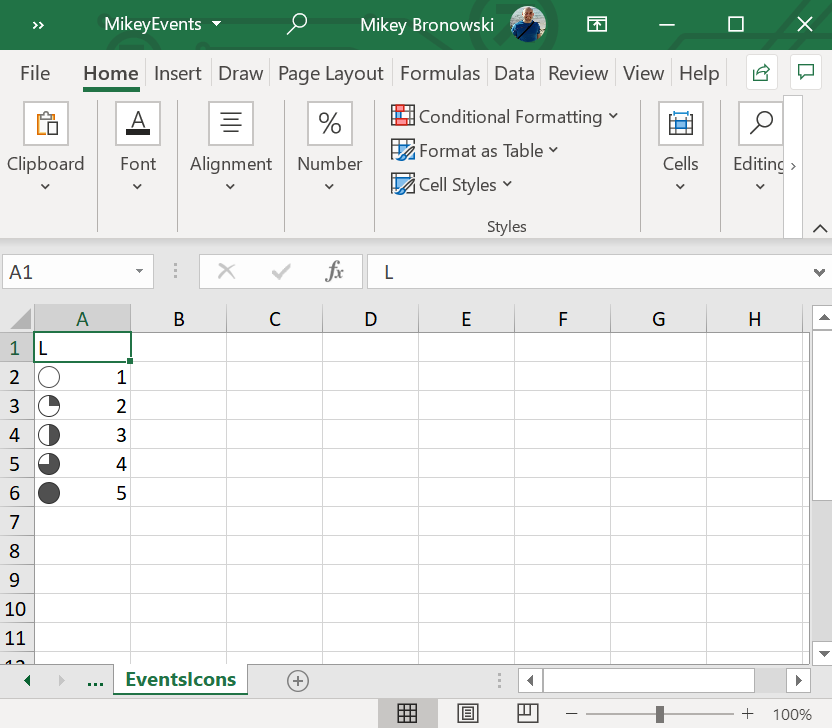 MikeyEvents Mikey Bronowski
File Home Insert Draw Page Layout Formulas Data Review View Help
Clipboard Font Alignment Number Cells Editing
Conditional Formatting
Format as Table
Cell Styles
Styles
A1 fx L
A B C D E F G H
1 L
2 1
3 2
4 3
5 4
6 5
7
8
9
10
11
12
... EventsIcons
100%